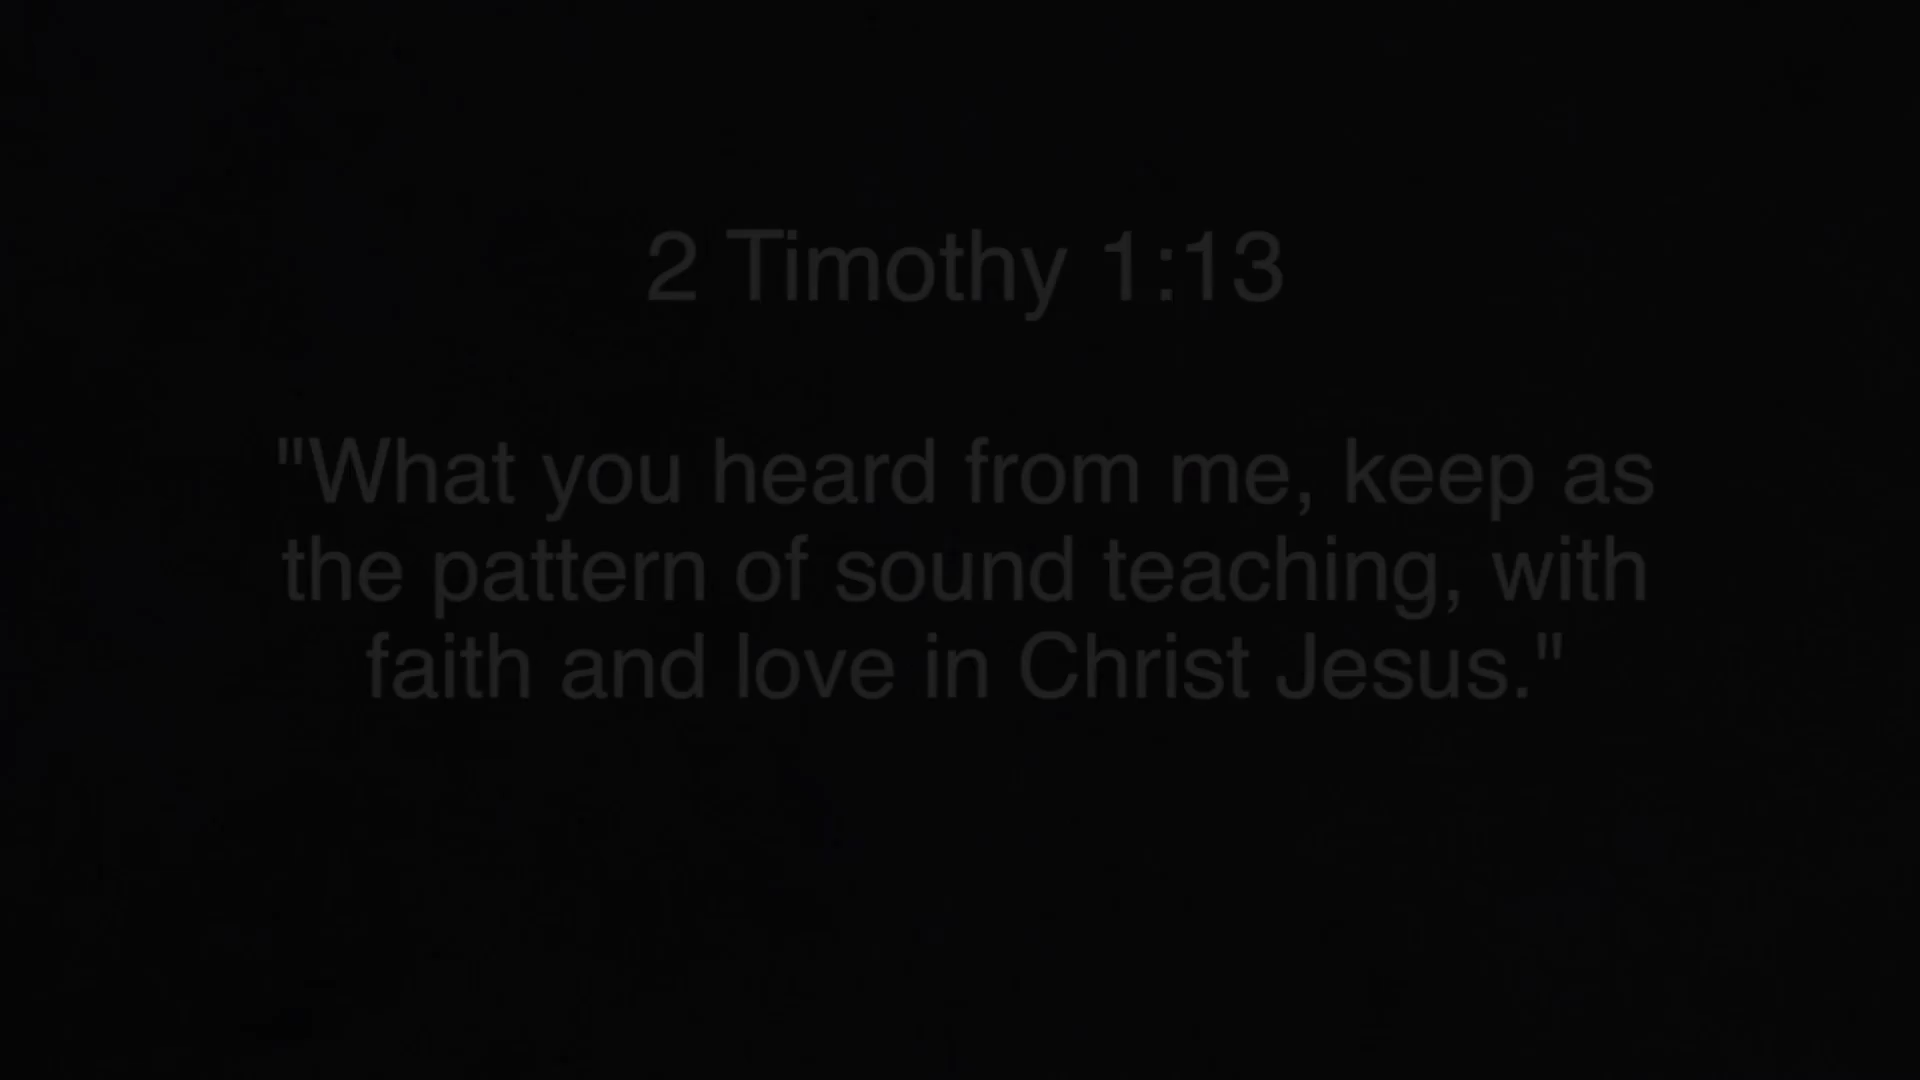 2 Timothy 1:13
"What you heard from me, keep as
the pattern of sound teaching, with
faith and love in Christ Jesus."